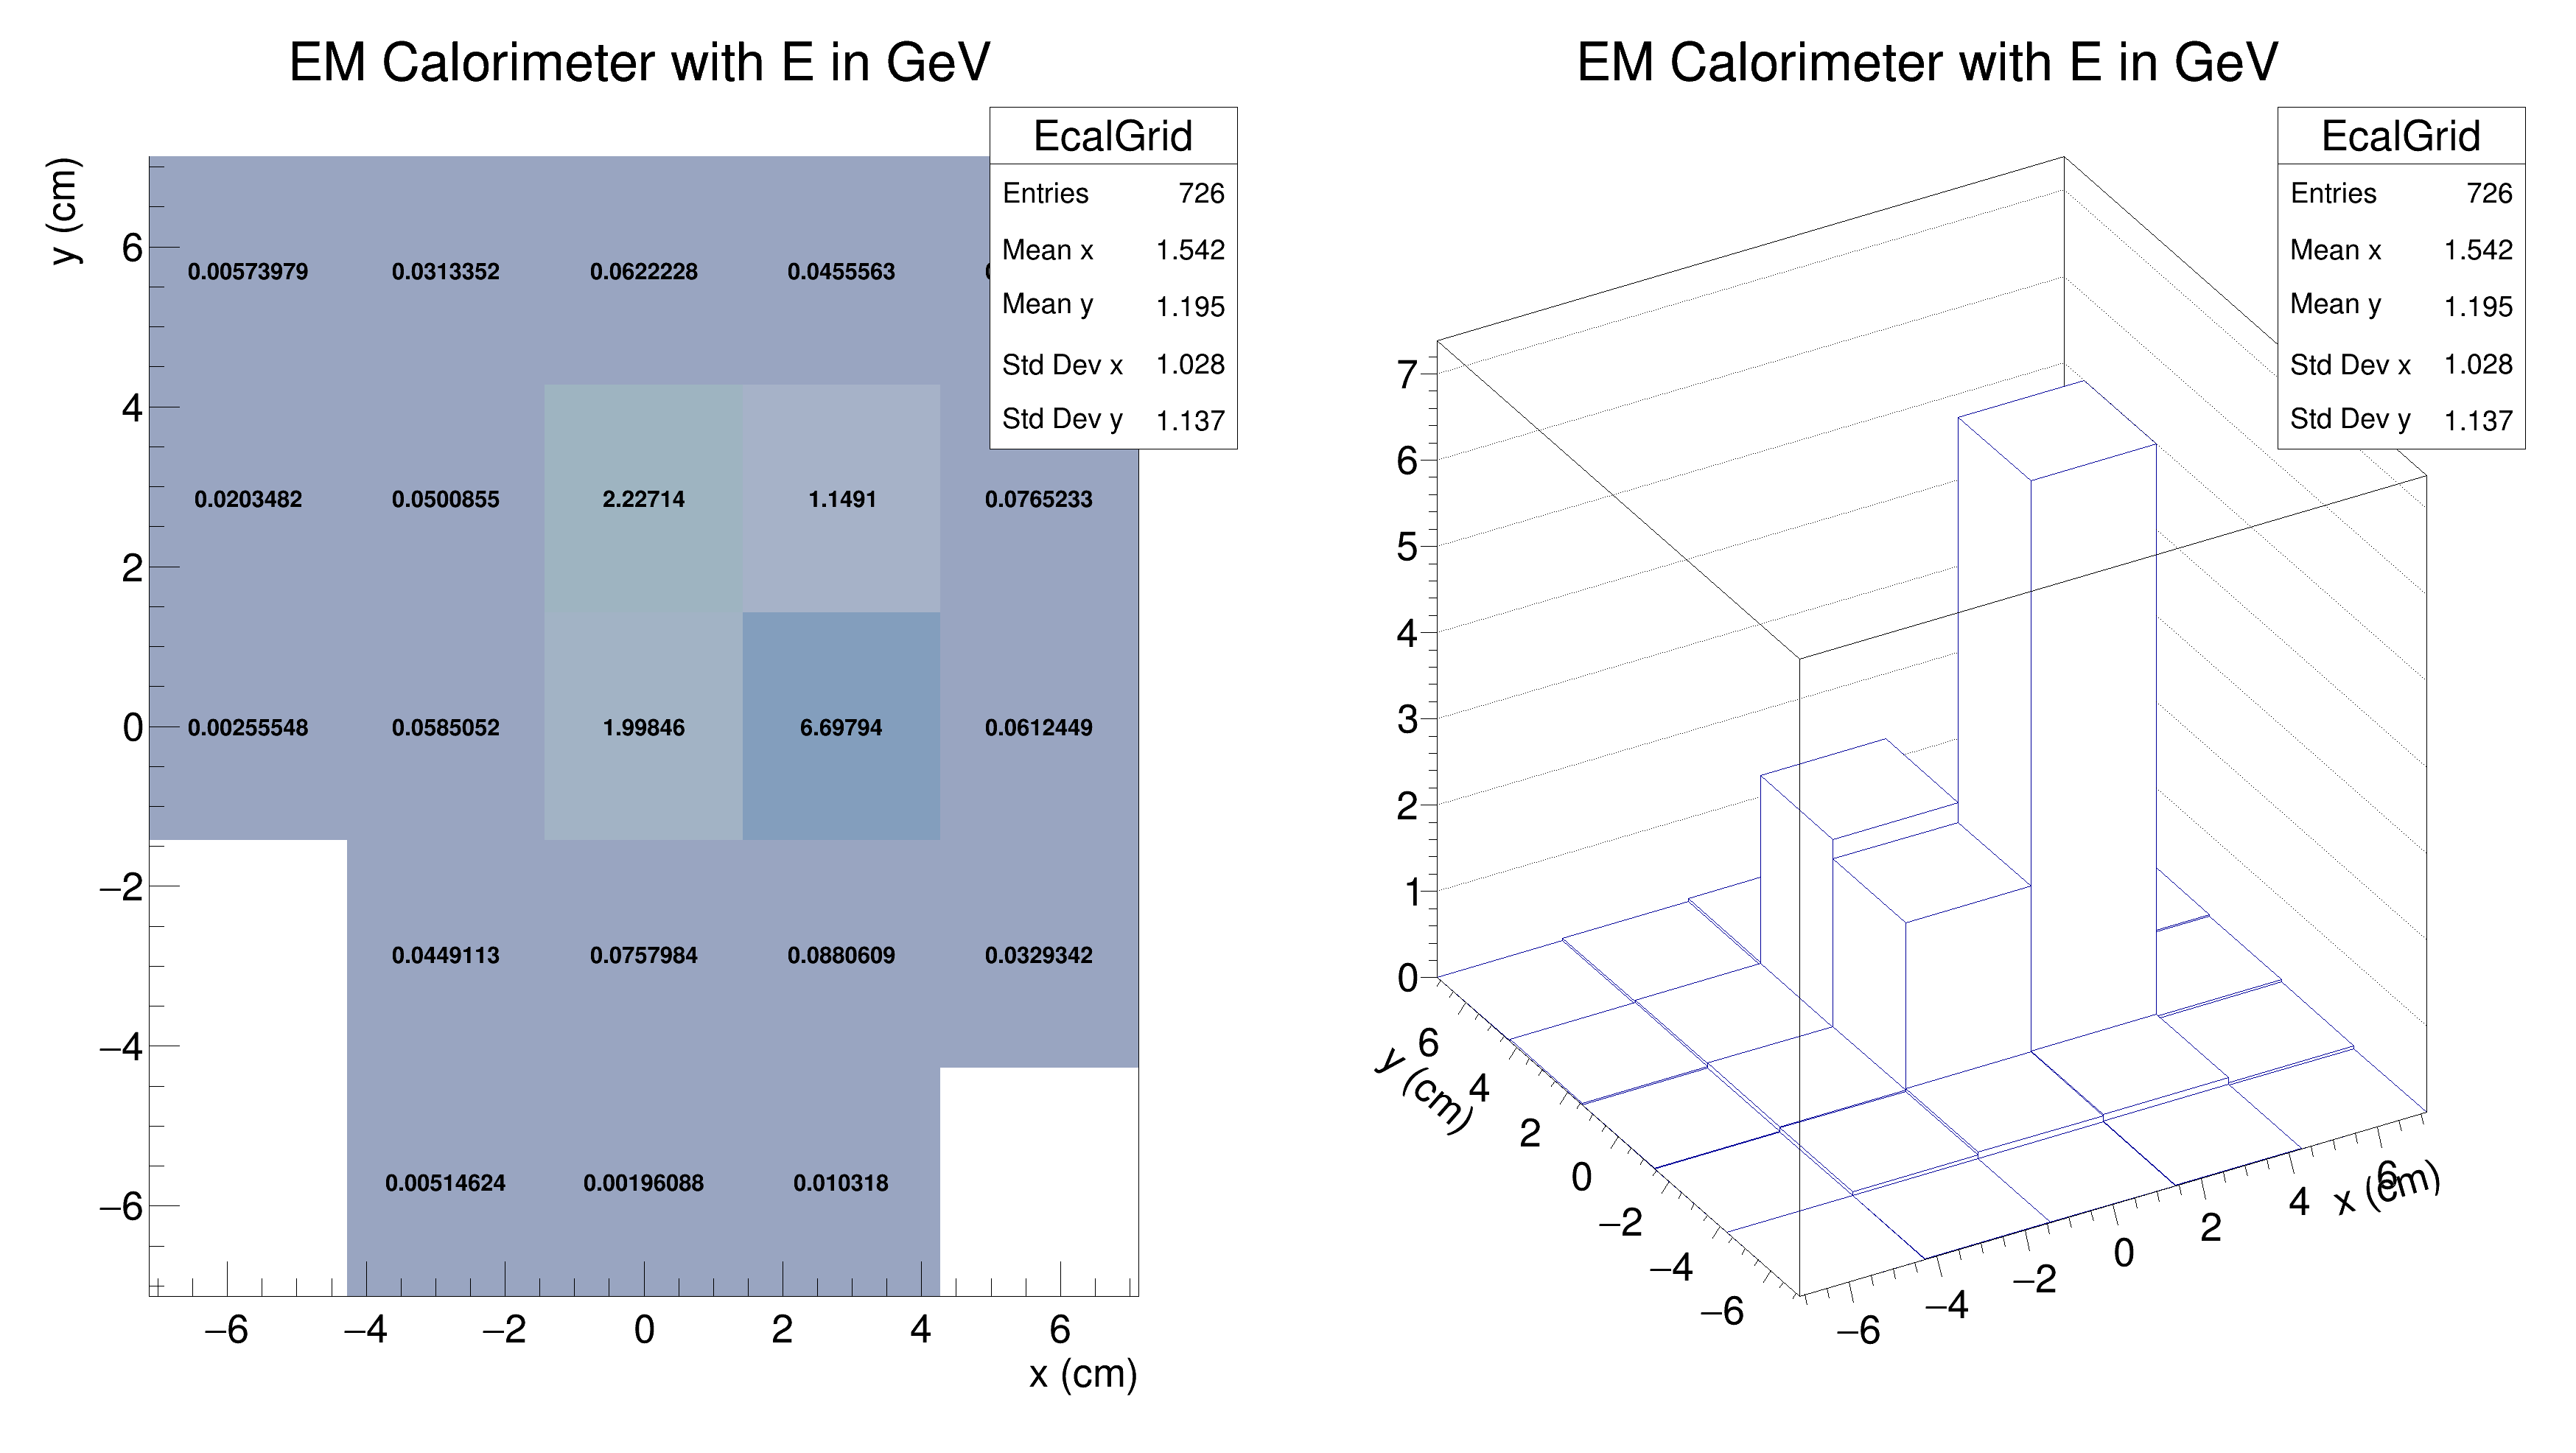 EM Calorimeter with E in GeV
EcalGrid
Entries 726
Mean x 1.542
Mean y 1.195
Std Dev x 1.028
Std Dev y 1.137
y (cm)
6
4
2
0
−2
−4
−6
0.00573979 0.0313352 0.0622228 0.0455563
0.0203482 0.0500855 2.22714 1.1491 0.0765233
0.00255548 0.0585052 1.99846 6.69794 0.0612449
0.0449113 0.0757984 0.0880609 0.0329342
0.00514624 0.00196088 0.010318
−6 −4 −2 0 2 4 6
x (cm)
EM Calorimeter with E in GeV
EcalGrid
Entries 726
Mean x 1.542
Mean y 1.195
Std Dev x 1.028
Std Dev y 1.137
7
6
5
4
3
2
1
0
y (cm)
6
4
2
0
−2
−4
−6
−6
−4
−2
0
2
4
6
x (cm)